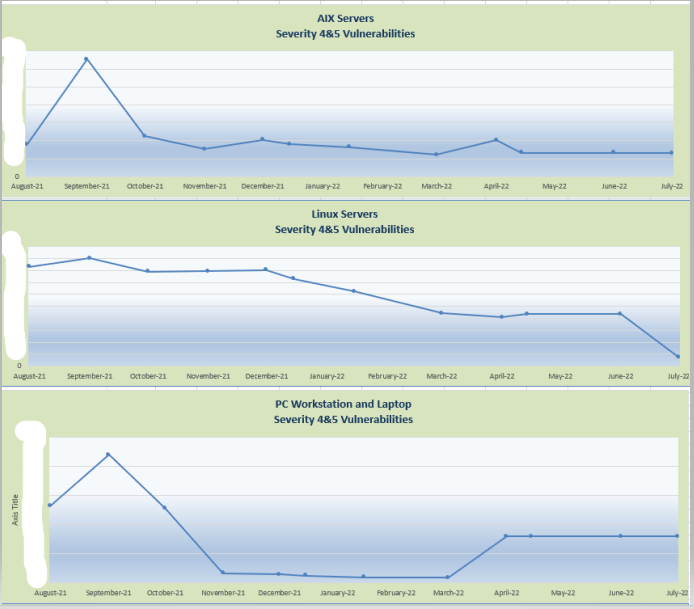 AIX Servers
Severity 4&5 Vulnerabilities
0
August-21 September-21 October-21 November-21 December-21 January-22 February-22 March-22 April-22 May-22 June-22 July-22
Linux Servers
Severity 4&5 Vulnerabilities
0
August-21 September-21 October-21 November-21 December-21 January-22 February-22 March-22 April-22 May-22 June-22 July-22
PC Workstation and Laptop
Severity 4&5 Vulnerabilities
Axis Title
August-21 September-21 October-21 November-21 December-21 January-22 February-22 March-22 April-22 May-22 June-22 July-22